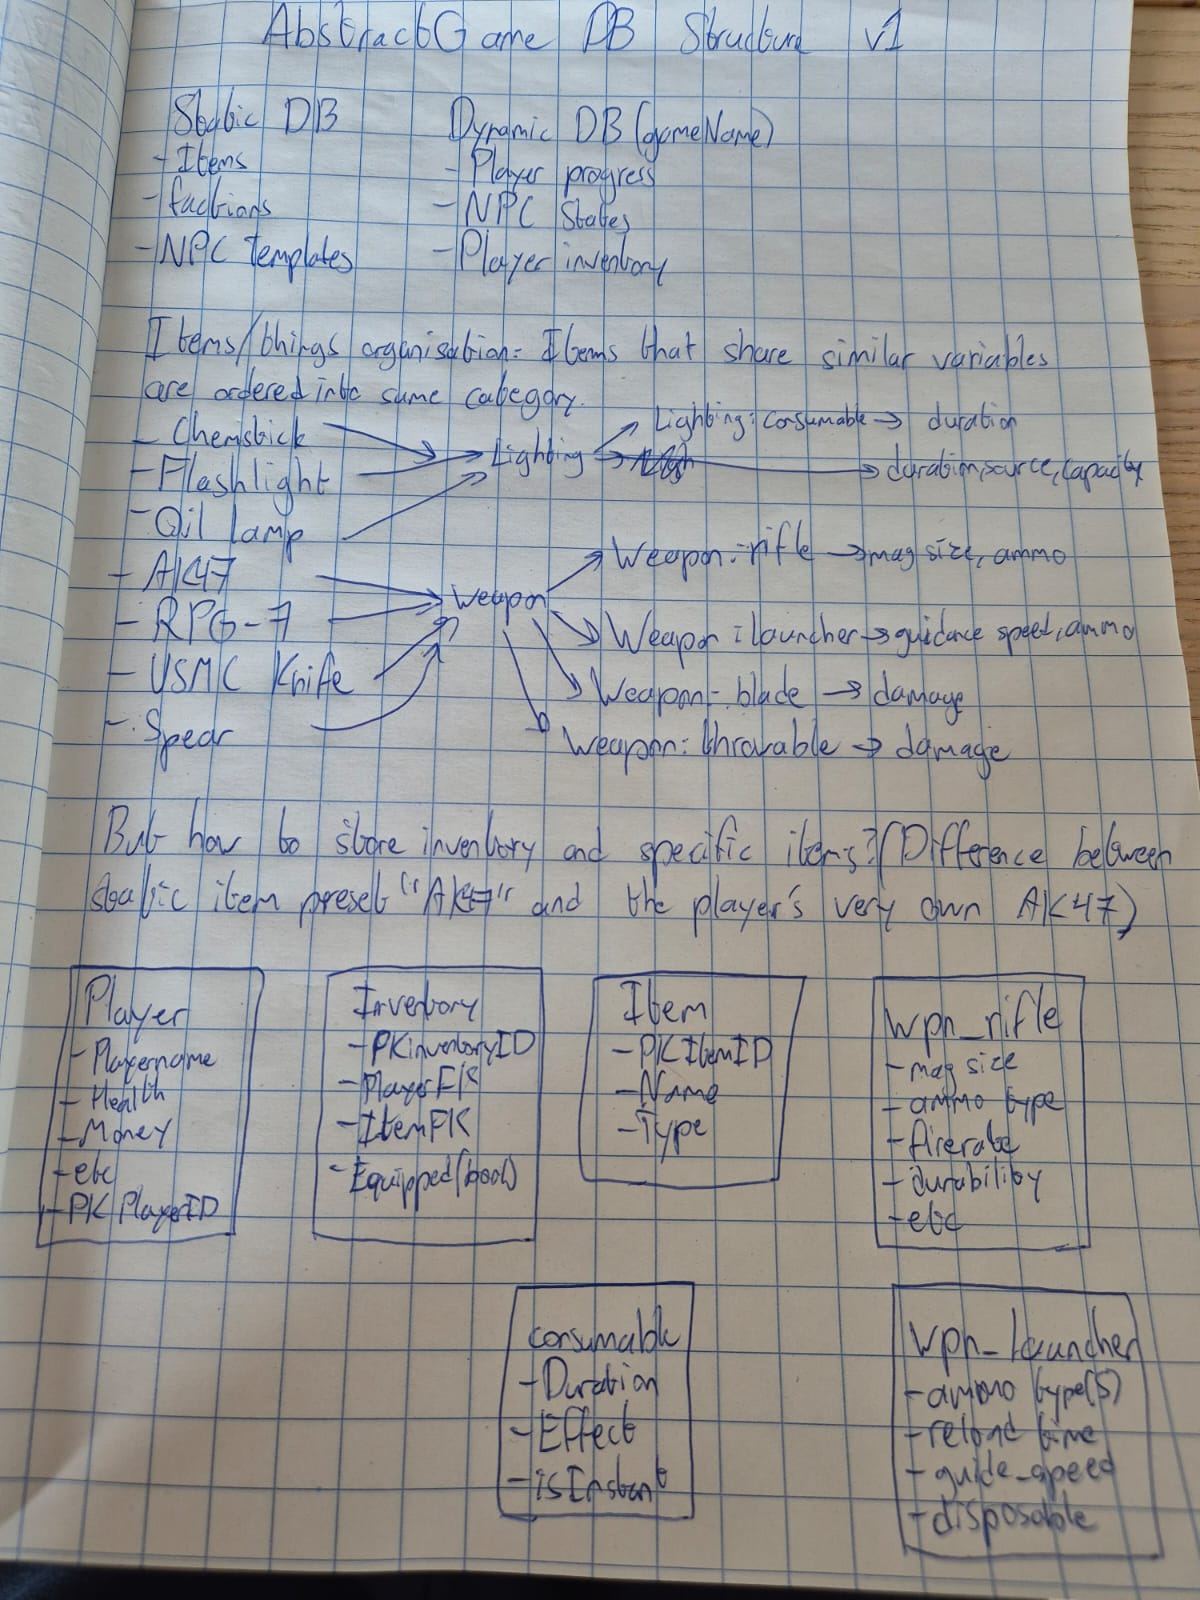 AbstractGame DB Structure v1
Static DB
- Items
- factions
- NPC templates
Dynamic DB (gameName)
- Player progress
- NPC States
- Player inventory
Items/things organisation: Items that share similar variables
are ordered into same category.
- Chemstick
- Flashlight
- Oil lamp
- AK47
- RPG-7
- USMC Knife
- Spear
Lighting
Lighting: consumable → duration
→ duration, source, capacity
Weapon
Weapon: rifle → mag size, ammo
Weapon: launcher → guidance speed, ammo
Weapon: blade → damage
Weapon: throwable → damage
But how to store inventory and specific items? (Difference between
static item preset "AK47" and the player's very own AK47)
Player
- Playername
- Health
- Money
- etc
- PK PlayerID
Inventory
- PKinventoryID
- PlayerFK
- ItemFK
- Equipped(bool)
Item
- PK ItemID
- Name
- Type
wpn_rifle
- mag size
- ammo type
- firerate
- durability
- etc
consumable
- Duration
- Effect
- isInstant
wpn_launcher
- ammo type(s)
- reload time
- guide_speed
- disposable